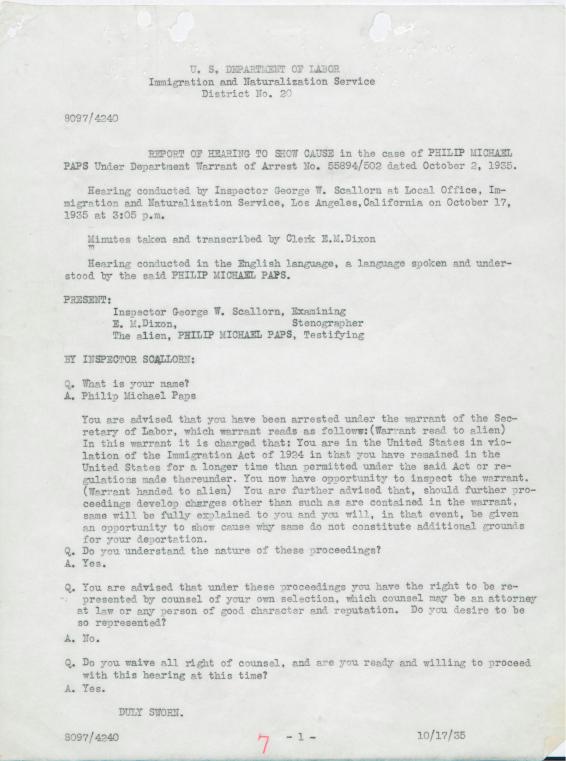 U. S. DEPARTMENT OF LABOR
Immigration and Naturalization Service
District No. 20
8097/4240
REPORT OF HEARING TO SHOW CAUSE in the case of PHILIP MICHAEL
PAPS Under Department Warrant of Arrest No. 55894/502 dated October 2, 1935.
Hearing conducted by Inspector George W. Scallorn at Local Office, Im-
migration and Naturalization Service, Los Angeles,California on October 17,
1935 at 3:05 p.m.
Minutes taken and transcribed by Clerk E.M.Dixon
"
Hearing conducted in the English language, a language spoken and under-
stood by the said PHILIP MICHAEL PAPS.
PRESENT:
Inspector George W. Scallorn, Examining
E. M.Dixon, Stenographer
The alien, PHILIP MICHAEL PAPS, Testifying
BY INSPECTOR SCALLORN:
Q. What is your name?
A. Philip Michael Paps
You are advised that you have been arrested under the warrant of the Sec-
retary of Labor, which warrant reads as follows:(Warrant read to alien)
In this warrant it is charged that: You are in the United States in vio-
lation of the Immigration Act of 1924 in that you have remained in the
United States for a longer time than permitted under the said Act or re-
gulations made thereunder. You now have opportunity to inspect the warrant.
(Warrant handed to alien) You are further advised that, should further pro-
ceedings develop charges other than such as are contained in the warrant,
same will be fully explained to you and you will, in that event, be given
an opportunity to show cause why same do not constitute additional grounds
for your deportation.
Q. Do you understand the nature of these proceedings?
A. Yes.
Q. You are advised that under these proceedings you have the right to be re-
presented by counsel of your own selection, which counsel may be an attorney
at law or any person of good character and reputation. Do you desire to be
so represented?
A. No.
Q. Do you waive all right of counsel, and are you ready and willing to proceed
with this hearing at this time?
A. Yes.
DULY SWORN.
8097/4240 7 - 1 - 10/17/35